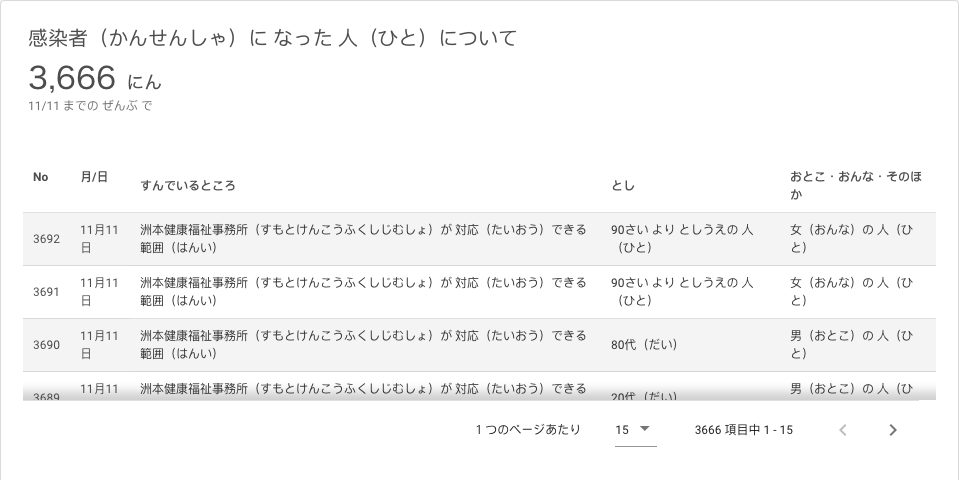 感染者（かんせんしゃ）に なった 人（ひと）について
3,666 にん
11/11 までの ぜんぶ で
No 月/日 すんでいるところ とし おとこ・おんな・そのほ
か
3692 11月11 洲本健康福祉事務所（すもとけんこうふくしじむしょ）が 対応（たいおう）できる 90さい より としうえの 人 女（おんな）の 人（ひ
日 範囲（はんい） （ひと） と）
3691 11月11 洲本健康福祉事務所（すもとけんこうふくしじむしょ）が 対応（たいおう）できる 90さい より としうえの 人 女（おんな）の 人（ひ
日 範囲（はんい） （ひと） と）
3690 11月11 洲本健康福祉事務所（すもとけんこうふくしじむしょ）が 対応（たいおう）できる 80代（だい） 男（おとこ）の 人（ひ
日 範囲（はんい） と）
3689 11月11 洲本健康福祉事務所（すもとけんこうふくしじむしょ）が 対応（たいおう）できる 20代（だい） 男（おとこ）の 人（ひ
1 つのページあたり 15 3666 項目中 1 - 15